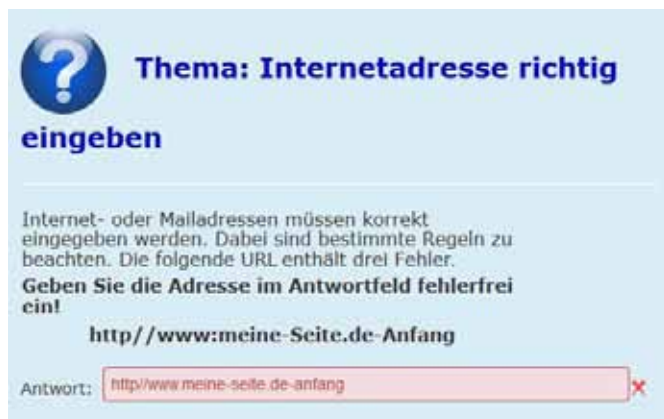 Thema: Internetadresse richtig
eingeben
Internet- oder Mailadressen müssen korrekt
eingegeben werden. Dabei sind bestimmte Regeln zu
beachten. Die folgende URL enthält drei Fehler.
Geben Sie die Adresse im Antwortfeld fehlerfrei
ein!
http//www:meine-Seite.de-Anfang
Antwort: http//www.meine-seite.de-anfang